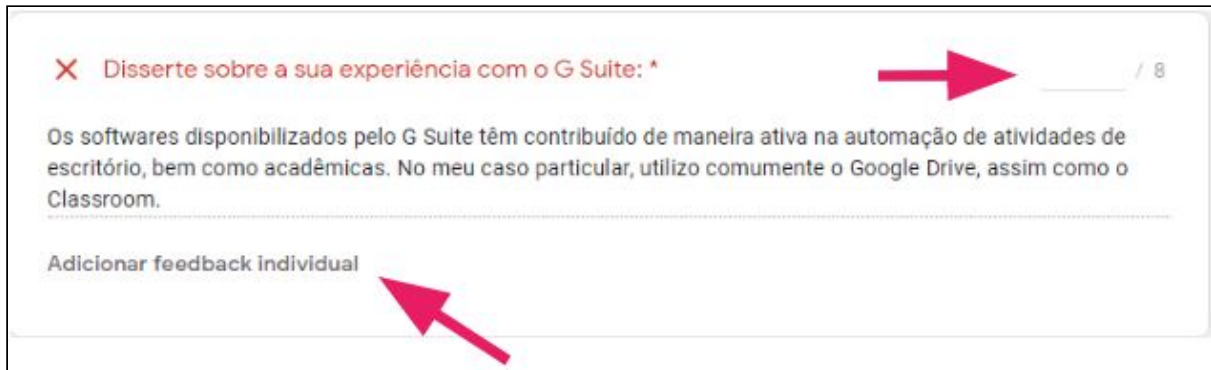 Disserte sobre a sua experiência com o G Suite: *
/ 8
Os softwares disponibilizados pelo G Suite têm contribuído de maneira ativa na automação de atividades de
escritório, bem como acadêmicas. No meu caso particular, utilizo comumente o Google Drive, assim como o
Classroom.
Adicionar feedback individual